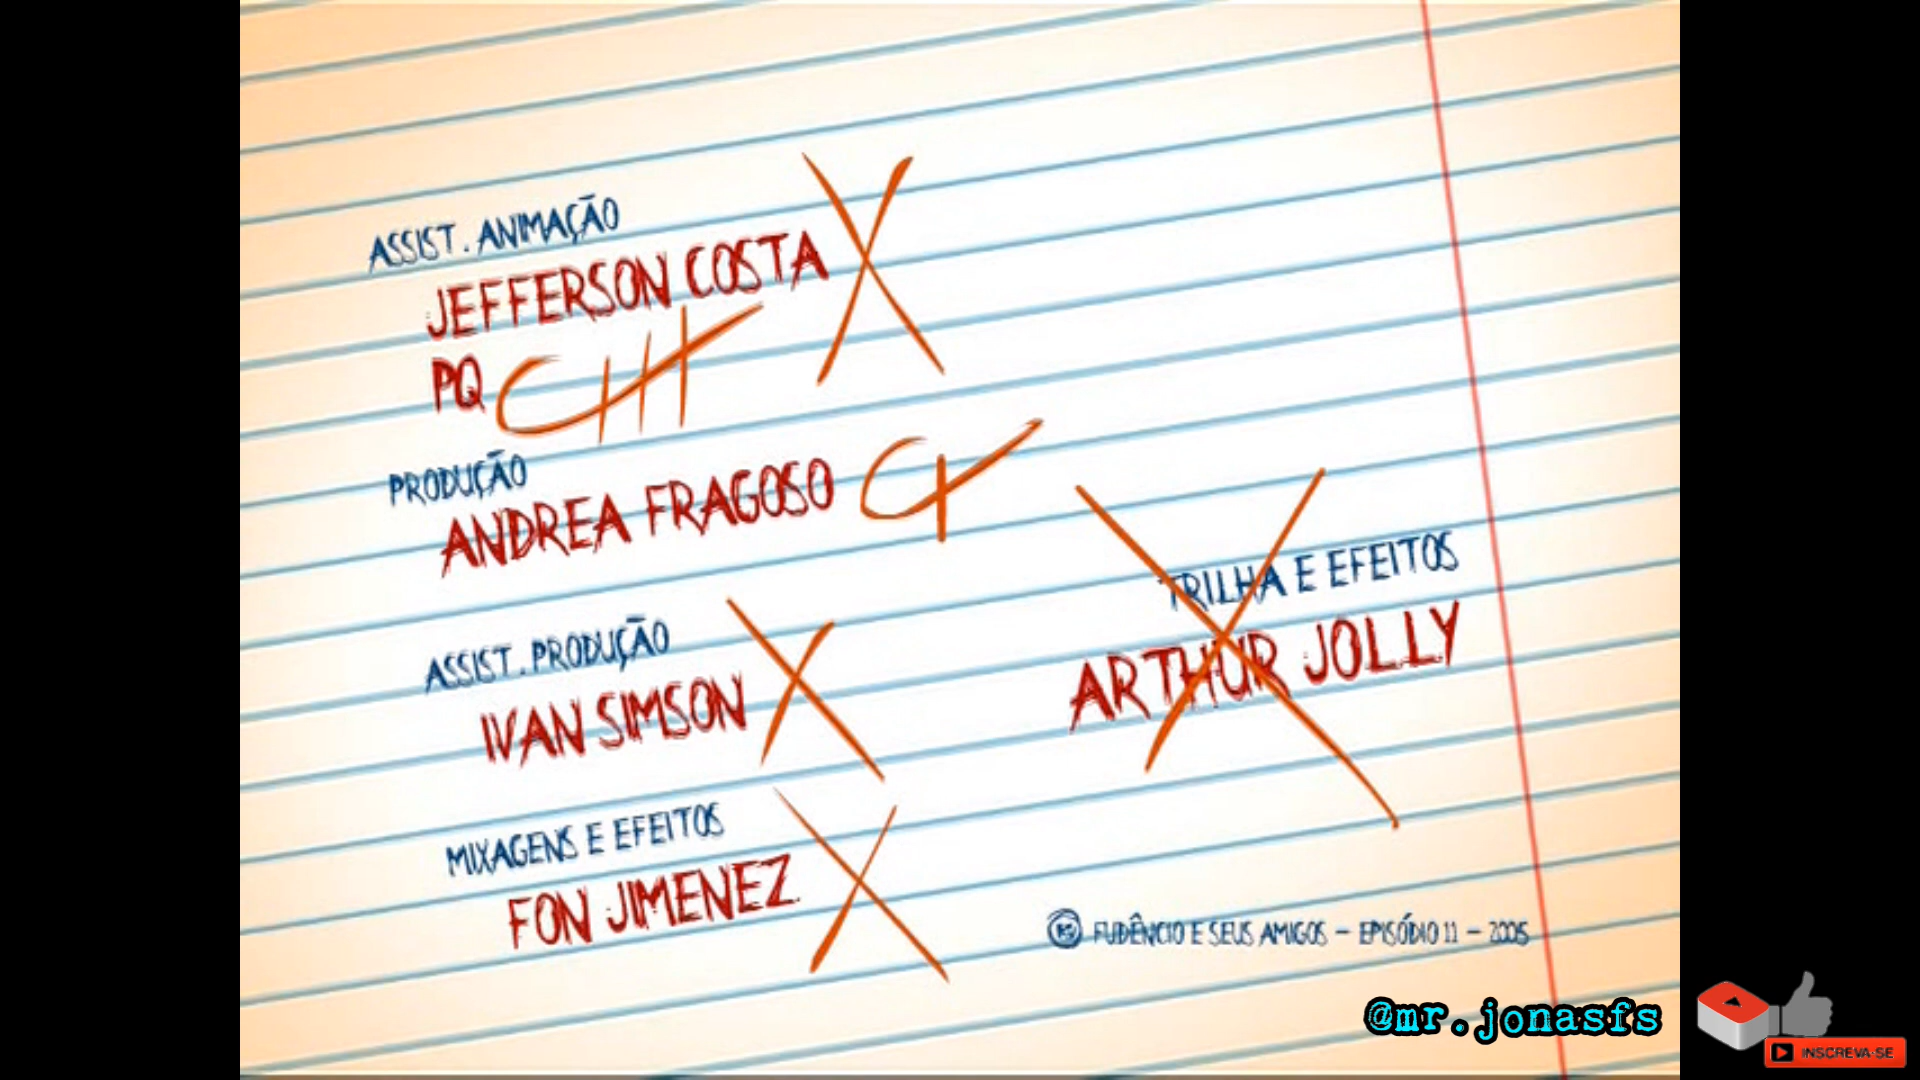 ASSIST. ANIMAÇÃO
JEFFERSON COSTA
PQ
PRODUÇÃO
ANDREA FRAGOSO
ASSIST. PRODUÇÃO
IVAN SIMSON
MIXAGENS E EFEITOS
FON JIMENEZ
TRILHA E EFEITOS
ARTHUR JOLLY
FUDÊNCIO E SEUS AMIGOS – EPISÓDIO 11 – 2005
@mr.jonasfs
INSCREVA-SE